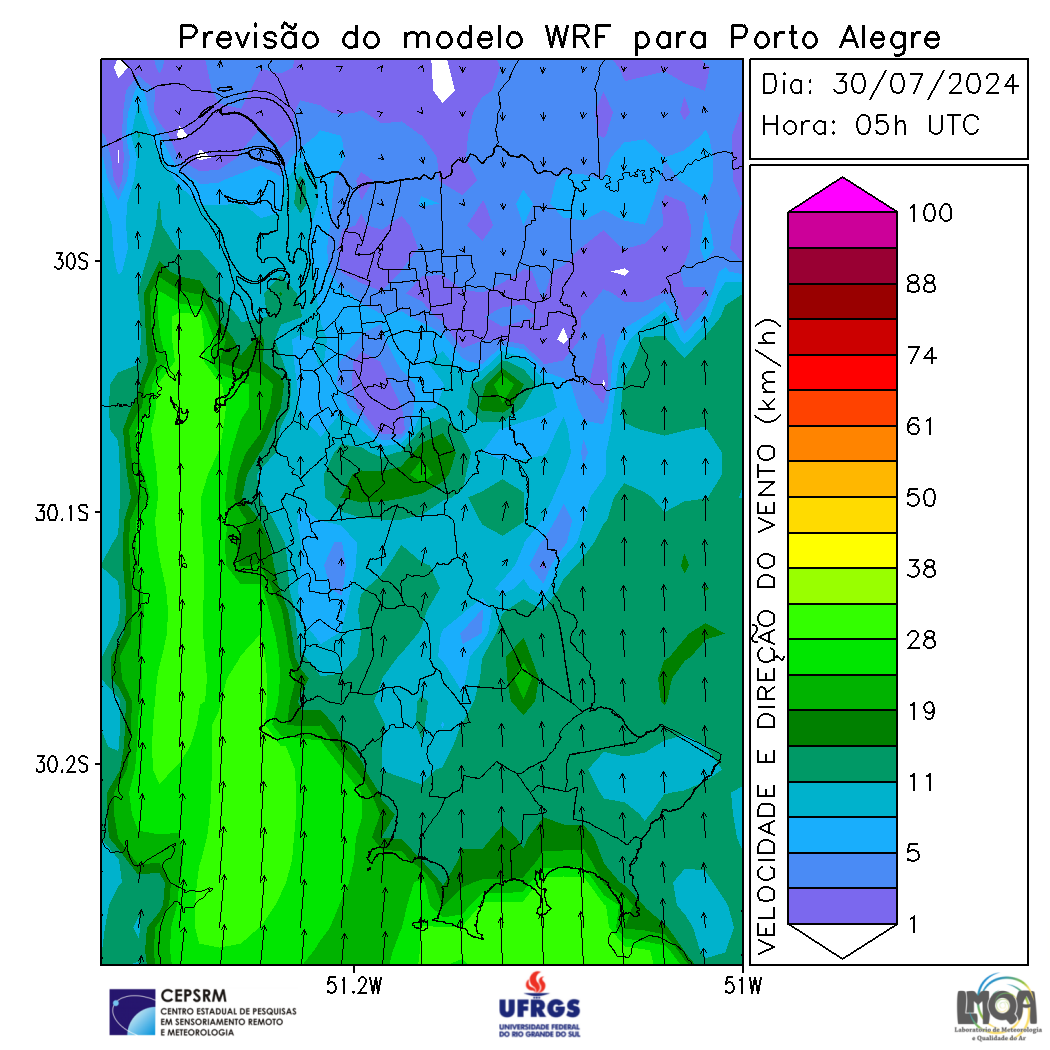 Previsão do modelo WRF para Porto Alegre
Dia: 30/07/2024
Hora: 05h UTC
30S
30.1S
30.2S
51.2W
51W
VELOCIDADE E DIREÇÃO DO VENTO (km/h)
100
88
74
61
50
38
28
19
11
5
1
CEPSRM
CENTRO ESTADUAL DE PESQUISAS
EM SENSORIAMENTO REMOTO
E METEOROLOGIA
UFRGS
UNIVERSIDADE FEDERAL
DO RIO GRANDE DO SUL
LMQA
Laboratório de Meteorologia
e Qualidade do Ar